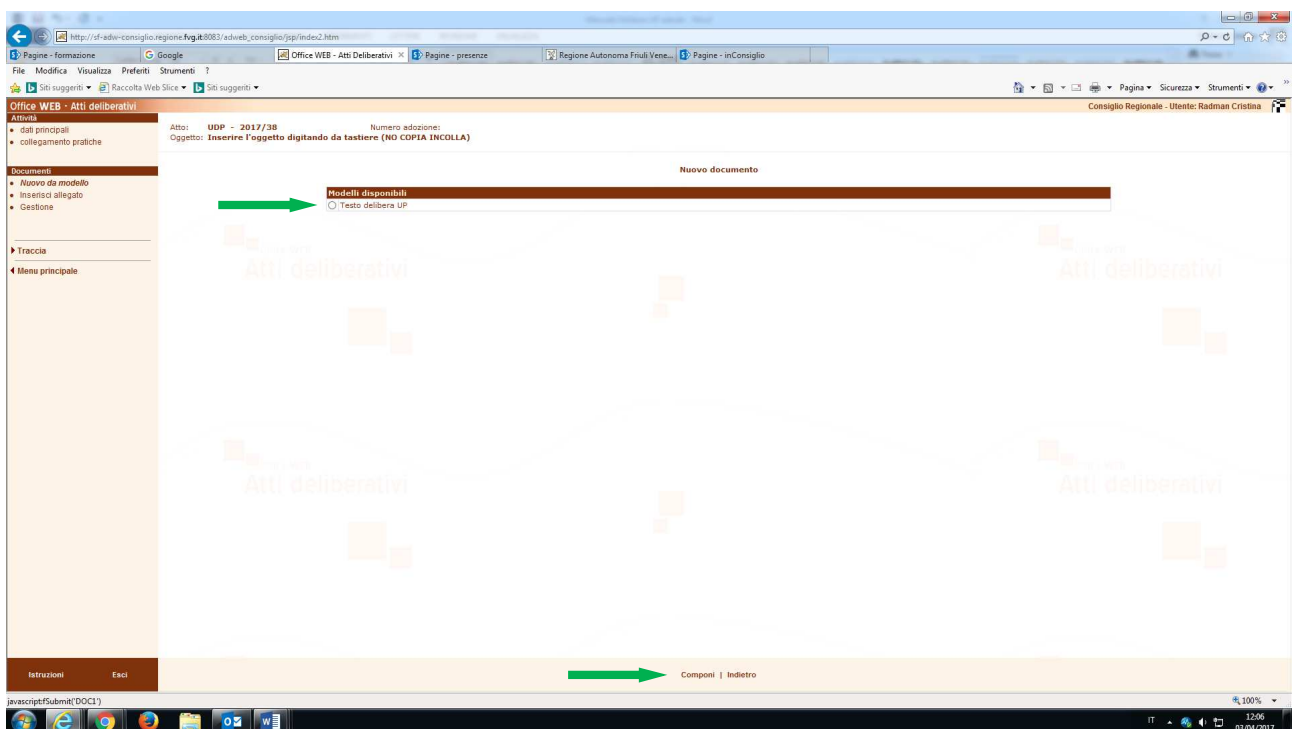 http://sf-adw-consiglio.regione.fvg.it:8083/adweb_consiglio/jsp/index2.htm
Pagine - formazione
Google
Office WEB - Atti Deliberativi
Pagine - presenze
Regione Autonoma Friuli Vene...
Pagine - inConsiglio
File Modifica Visualizza Preferiti Strumenti ?
Siti suggeriti Raccolta Web Slice Siti suggeriti
Pagina Sicurezza Strumenti
Office WEB - Atti deliberativi
Consiglio Regionale - Utente: Radman Cristina
Attività
dati principali
collegamento pratiche
Atto: UDP - 2017/38 Numero adozione:
Oggetto: Inserire l'oggetto digitando da tastiere (NO COPIA INCOLLA)
Documenti
Nuovo da modello
Inserisci allegato
Gestione
Nuovo documento
Modelli disponibili
Testo delibera UP
Traccia
Menu principale
Atti deliberativi
Atti deliberativi
Atti deliberativi
Atti deliberativi
Istruzioni Esci
Componi | Indietro
javascript:fSubmit('DOC1')
100%
IT
12:06
03/04/2017